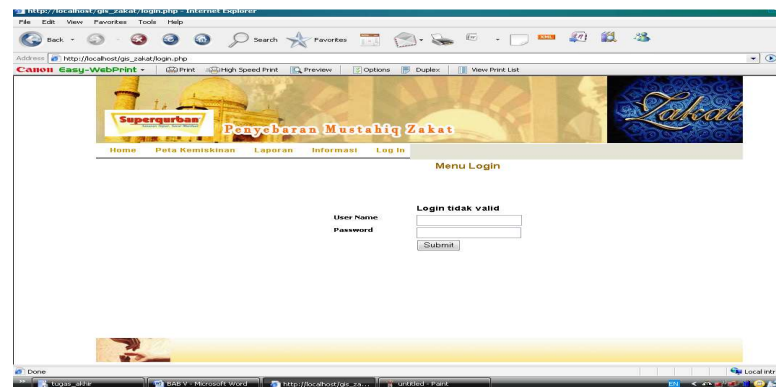 http://localhost/gis_zakat/login.php - Internet Explorer
File Edit View Favorites Tools Help
Back Search Favorites
Address http://localhost/gis_zakat/login.php
Canon Easy-WebPrint Print High Speed Print Preview Options Duplex View Print List
Superqurban
Penyebaran Mustahiq Zakat
Zakat
Home Peta Kemiskinan Laporan Informasi Log In
Menu Login
Login tidak valid
User Name
Password
Submit
Done
Local intr
tugas_akhir BAB V - Microsoft Word http://localhost/gis_za... untitled - Paint EN